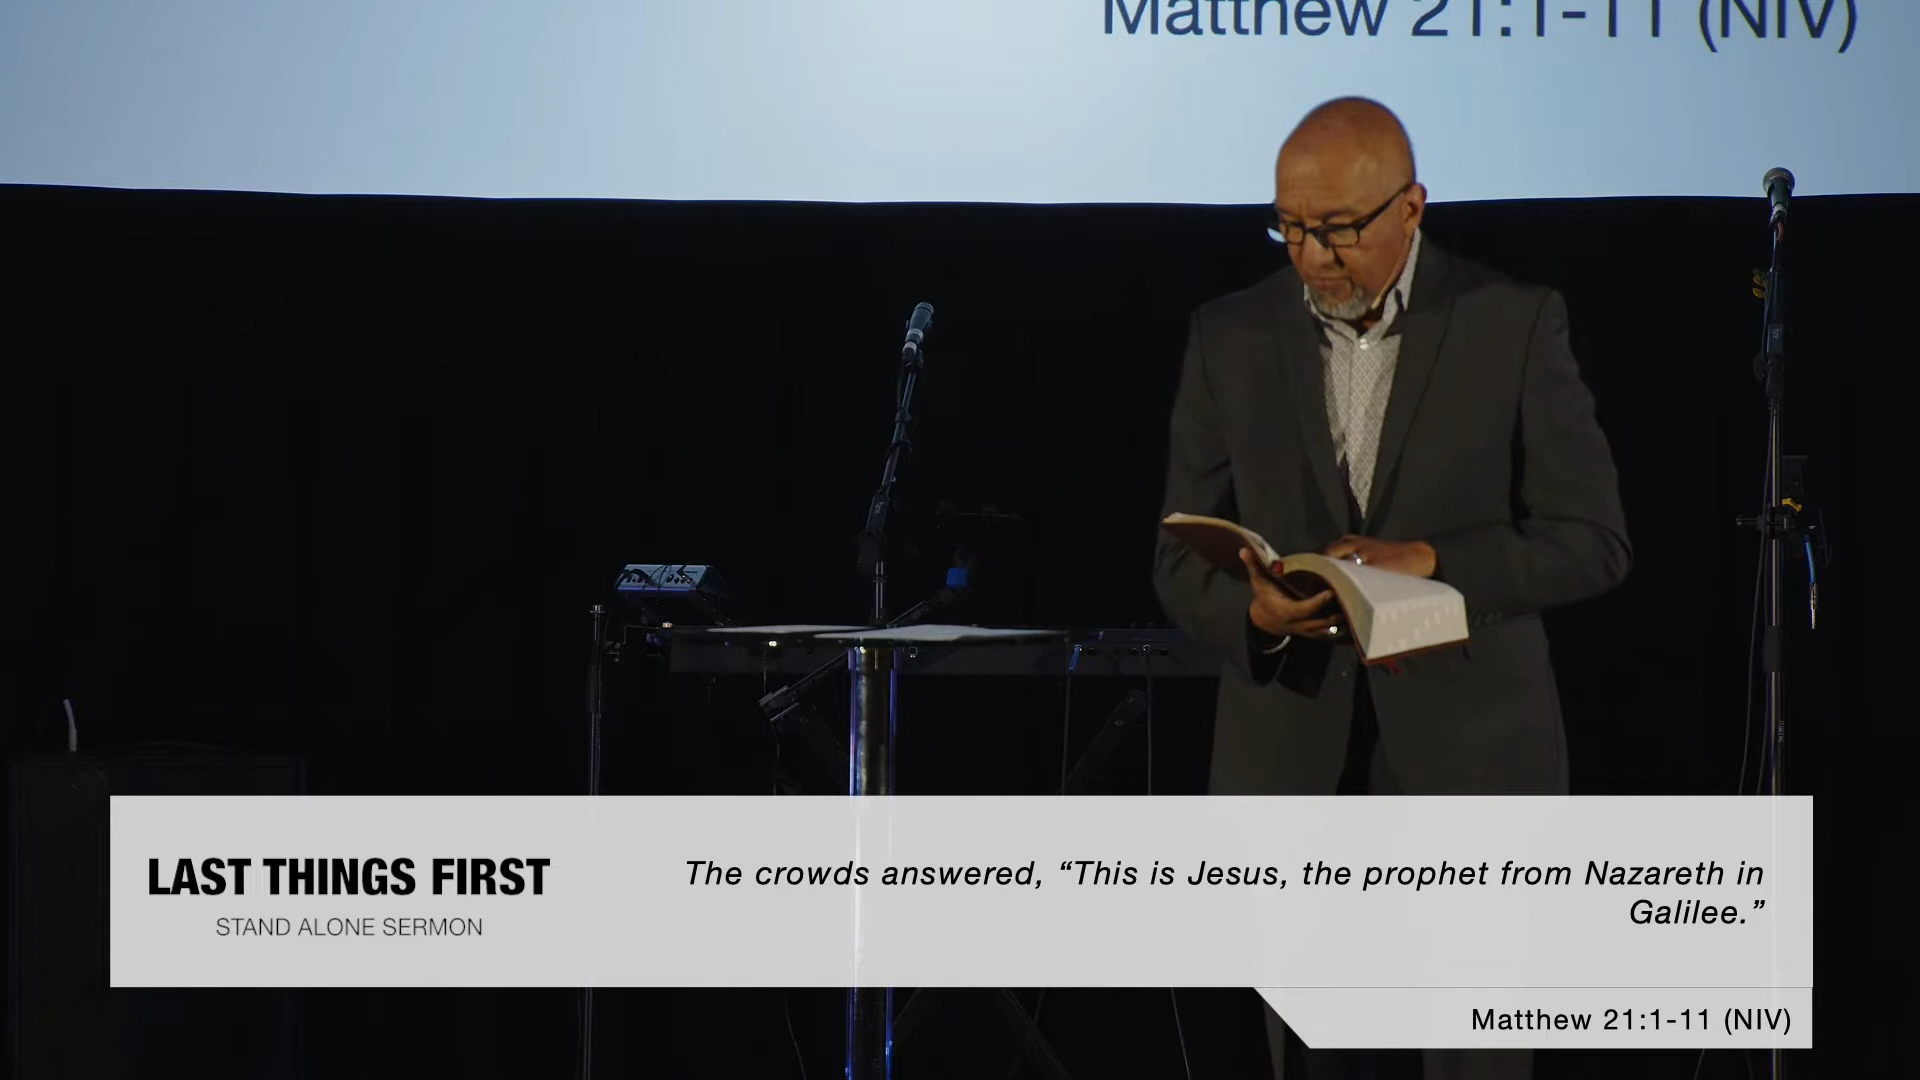 Matthew 21:1-11 (NIV)
LAST THINGS FIRST
STAND ALONE SERMON
The crowds answered, “This is Jesus, the prophet from Nazareth in
Galilee.”
Matthew 21:1-11 (NIV)